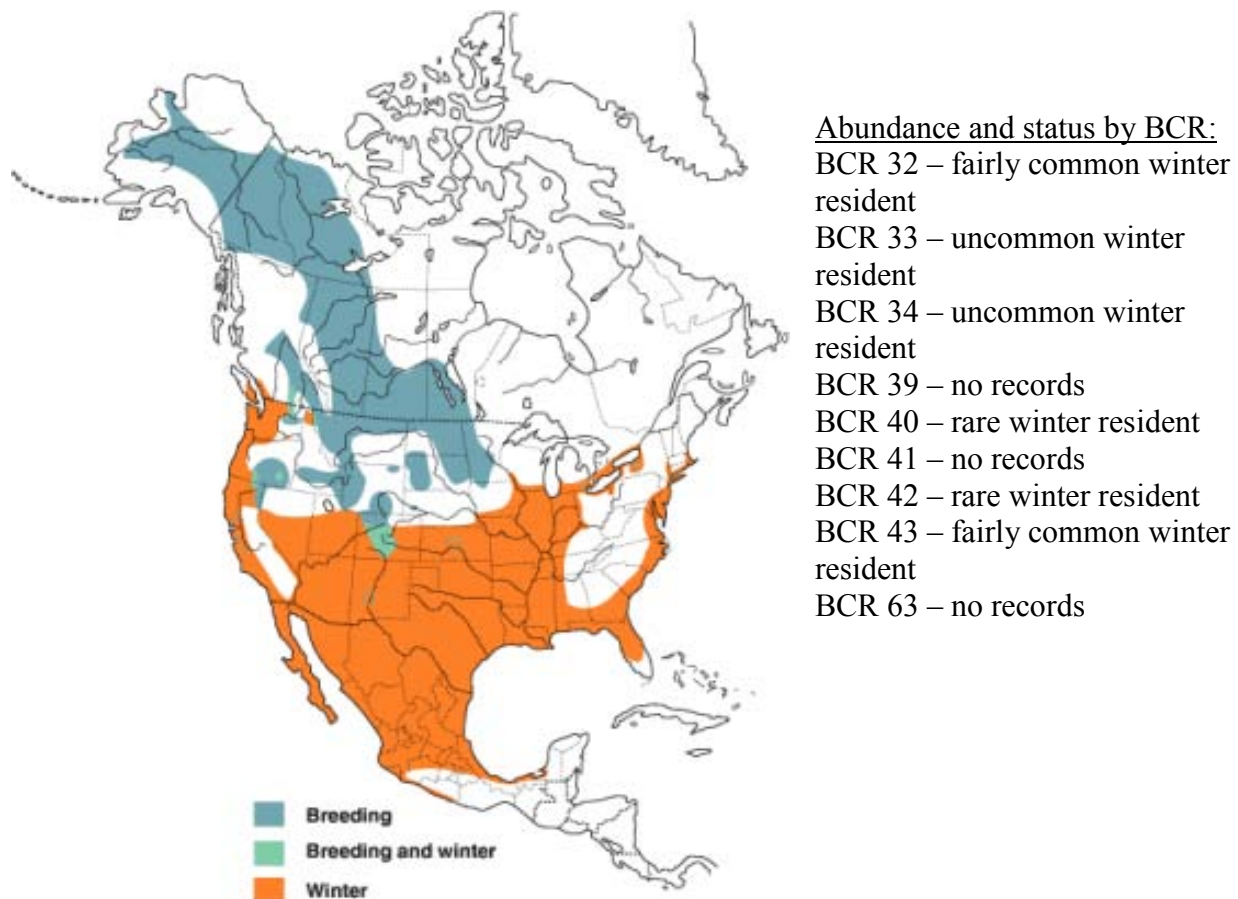 Abundance and status by BCR:
BCR 32 – fairly common winter
resident
BCR 33 – uncommon winter
resident
BCR 34 – uncommon winter
resident
BCR 39 – no records
BCR 40 – rare winter resident
BCR 41 – no records
BCR 42 – rare winter resident
BCR 43 – fairly common winter
resident
BCR 63 – no records
Breeding
Breeding and winter
Winter